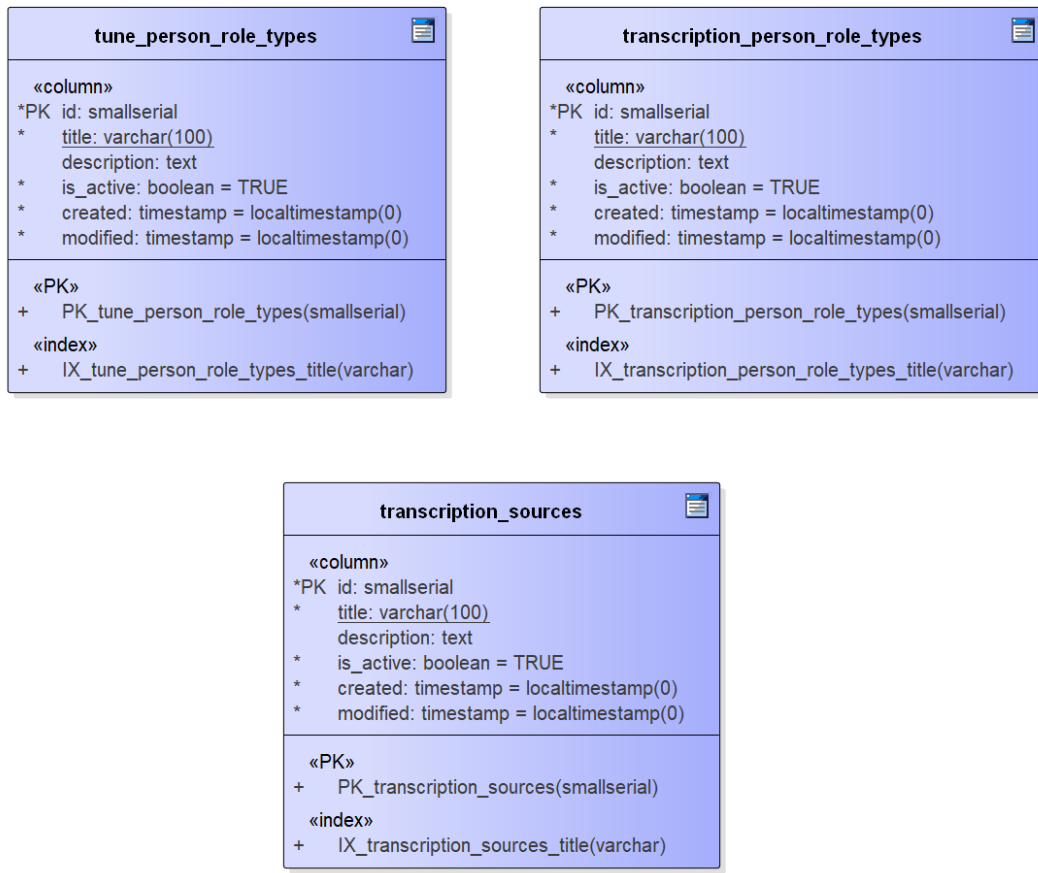 tune_person_role_types
«column»
*PK id: smallserial
* title: varchar(100)
description: text
* is_active: boolean = TRUE
* created: timestamp = localtimestamp(0)
* modified: timestamp = localtimestamp(0)
«PK»
+ PK_tune_person_role_types(smallserial)
«index»
+ IX_tune_person_role_types_title(varchar)
transcription_person_role_types
«column»
*PK id: smallserial
* title: varchar(100)
description: text
* is_active: boolean = TRUE
* created: timestamp = localtimestamp(0)
* modified: timestamp = localtimestamp(0)
«PK»
+ PK_transcription_person_role_types(smallserial)
«index»
+ IX_transcription_person_role_types_title(varchar)
transcription_sources
«column»
*PK id: smallserial
* title: varchar(100)
description: text
* is_active: boolean = TRUE
* created: timestamp = localtimestamp(0)
* modified: timestamp = localtimestamp(0)
«PK»
+ PK_transcription_sources(smallserial)
«index»
+ IX_transcription_sources_title(varchar)